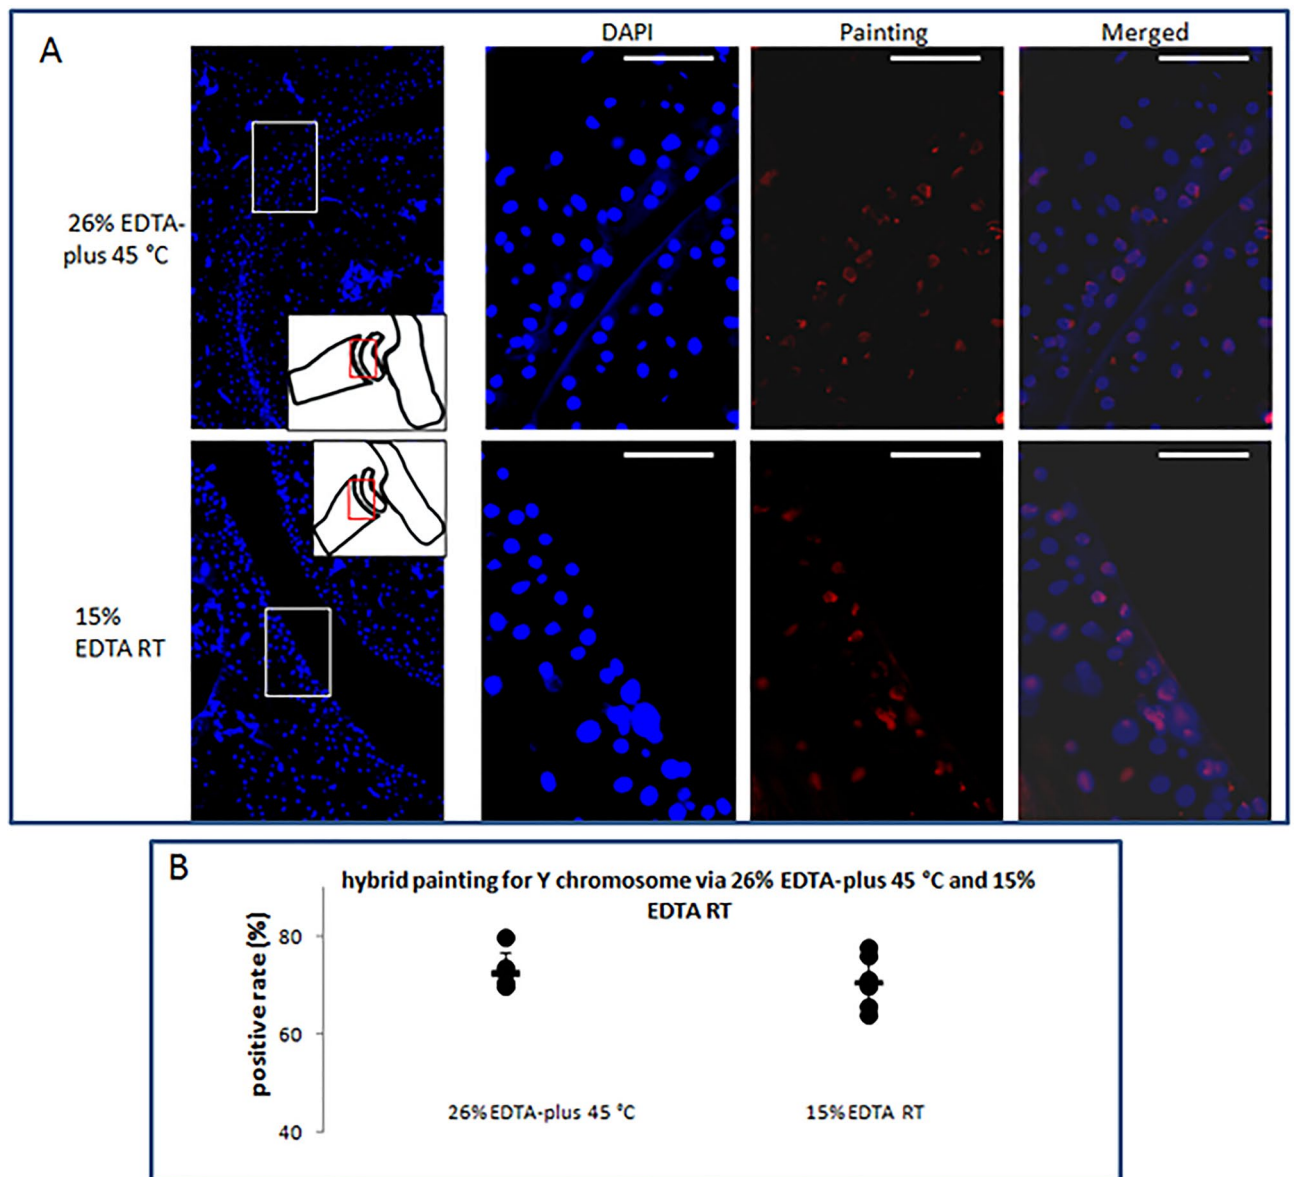 A
DAPI
Painting
Merged
26% EDTA-
plus 45 °C
15%
EDTA RT
B
hybrid painting for Y chromosome via 26% EDTA-plus 45 °C and 15%
EDTA RT
positive rate (%)
80
60
40
26%EDTA-plus 45 °C
15%EDTA RT